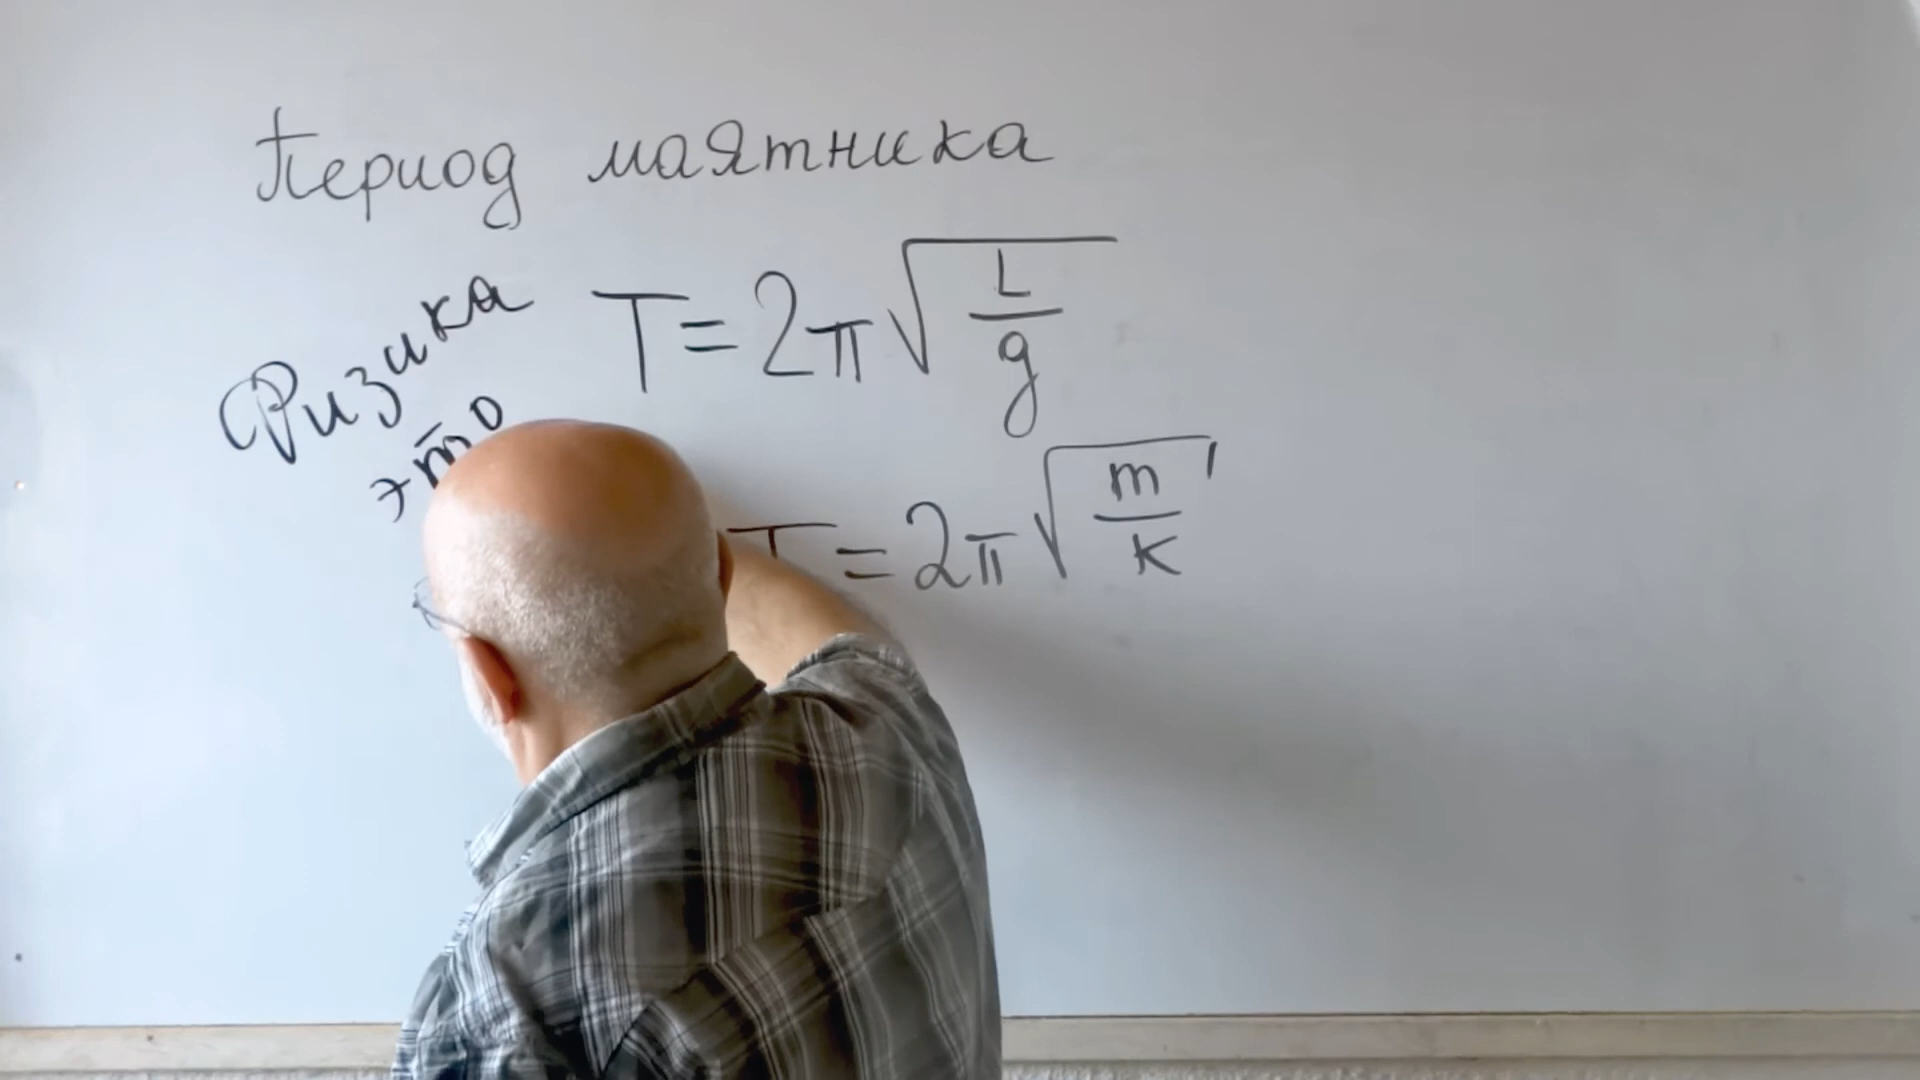 Период маятника
Физика
T = 2π√(L/g)
это
T = 2π√(m/к)